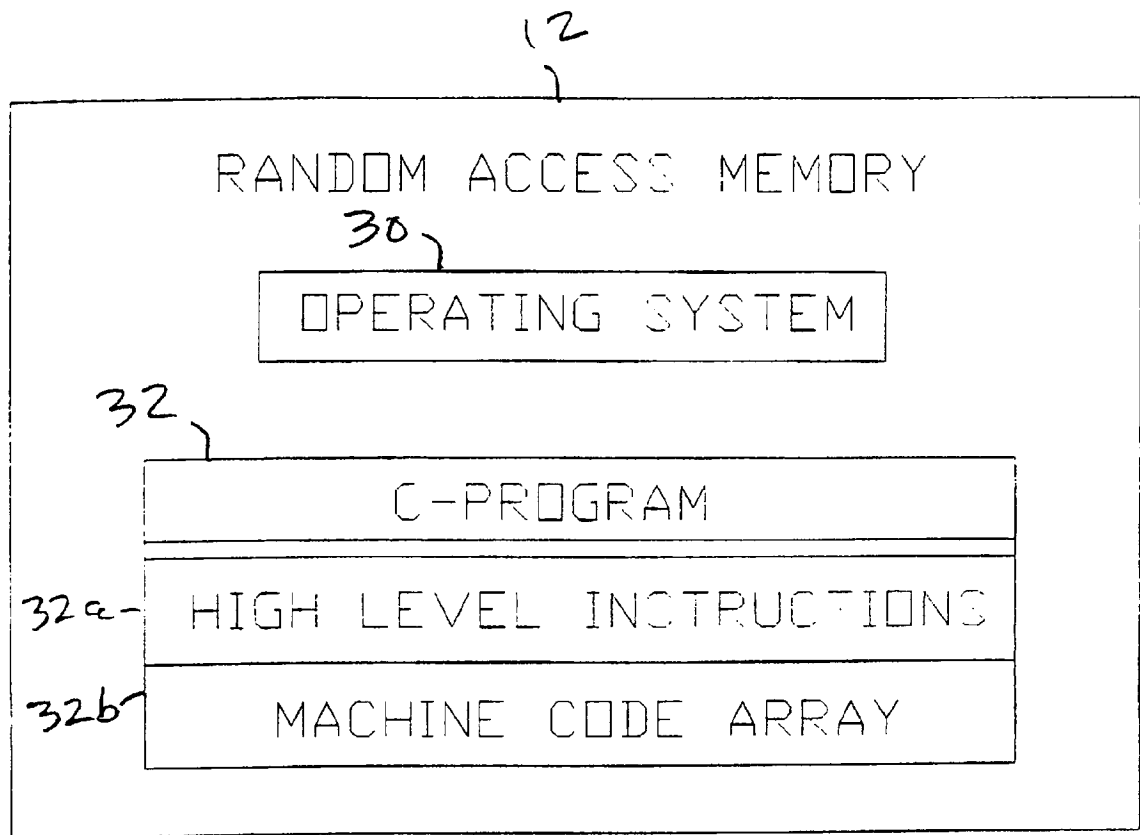 12
RANDOM ACCESS MEMORY
30
OPERATING SYSTEM
32
C-PROGRAM
32a HIGH LEVEL INSTRUCTIONS
32b MACHINE CODE ARRAY